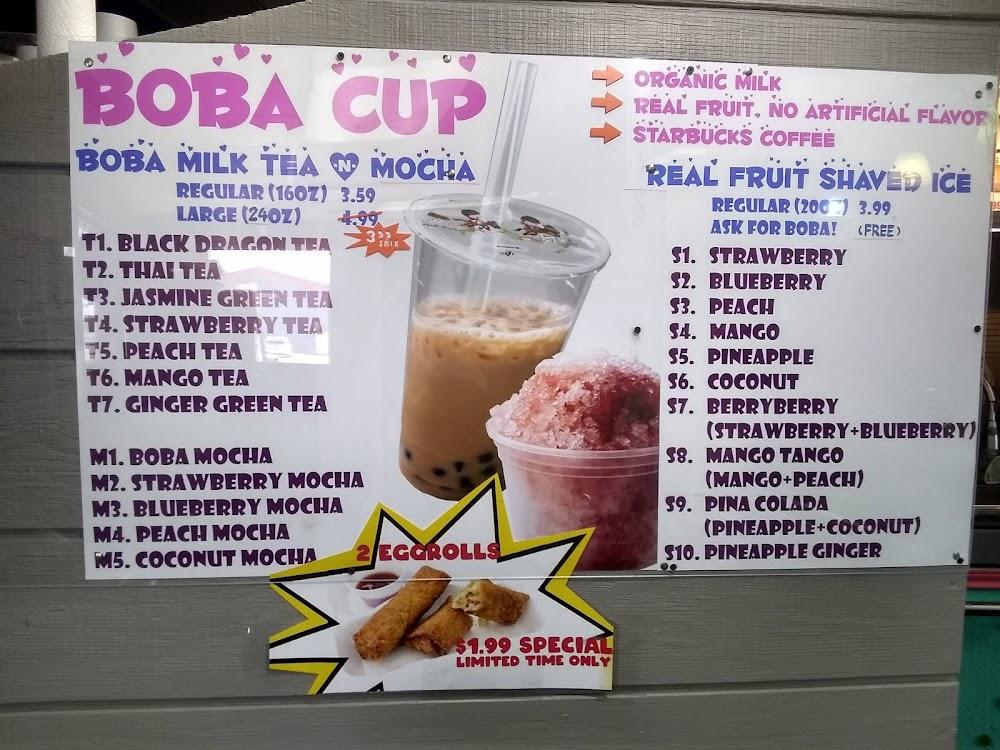 BOBA CUP
BOBA MILK TEA N MOCHA
REGULAR (16OZ) 3.59
LARGE (24OZ) 4.99
3.99
T1. BLACK DRAGON TEA
T2. THAI TEA
T3. JASMINE GREEN TEA
T4. STRAWBERRY TEA
T5. PEACH TEA
T6. MANGO TEA
T7. GINGER GREEN TEA
M1. BOBA MOCHA
M2. STRAWBERRY MOCHA
M3. BLUEBERRY MOCHA
M4. PEACH MOCHA
M5. COCONUT MOCHA
ORGANIC MILK
REAL FRUIT, NO ARTIFICIAL FLAVOR
STARBUCKS COFFEE
REAL FRUIT SHAVED ICE
REGULAR (20OZ) 3.99
ASK FOR BOBA! (FREE)
S1. STRAWBERRY
S2. BLUEBERRY
S3. PEACH
S4. MANGO
S5. PINEAPPLE
S6. COCONUT
S7. BERRYBERRY
(STRAWBERRY+BLUEBERRY)
S8. MANGO TANGO
(MANGO+PEACH)
S9. PINA COLADA
(PINEAPPLE+COCONUT)
S10. PINEAPPLE GINGER
2 EGGROLLS
$1.99 SPECIAL
LIMITED TIME ONLY